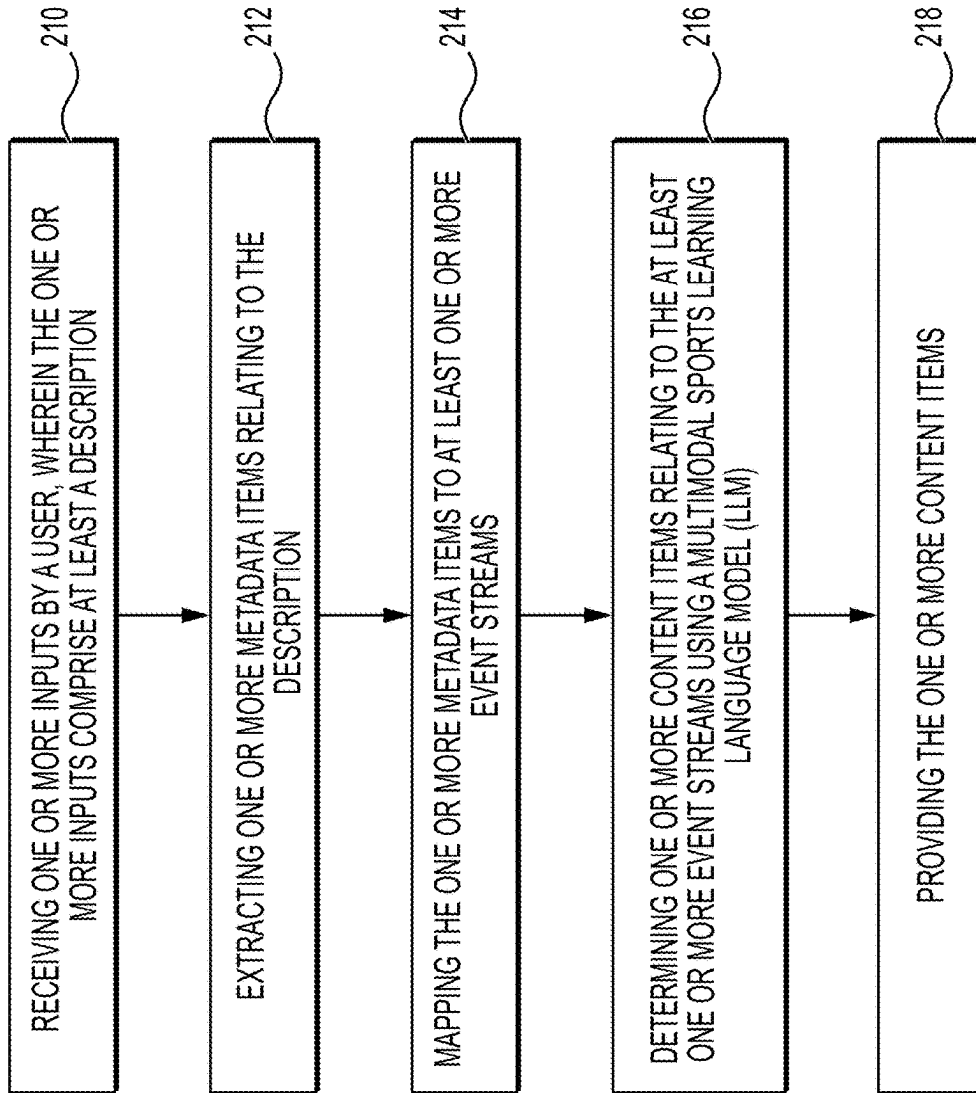 RECEIVING ONE OR MORE INPUTS BY A USER, WHEREIN THE ONE OR
MORE INPUTS COMPRISE AT LEAST A DESCRIPTION
210
EXTRACTING ONE OR MORE METADATA ITEMS RELATING TO THE
DESCRIPTION
212
MAPPING THE ONE OR MORE METADATA ITEMS TO AT LEAST ONE OR MORE
EVENT STREAMS
214
DETERMINING ONE OR MORE CONTENT ITEMS RELATING TO THE AT LEAST
ONE OR MORE EVENT STREAMS USING A MULTIMODAL SPORTS LEARNING
LANGUAGE MODEL (LLM)
216
PROVIDING THE ONE OR MORE CONTENT ITEMS
218